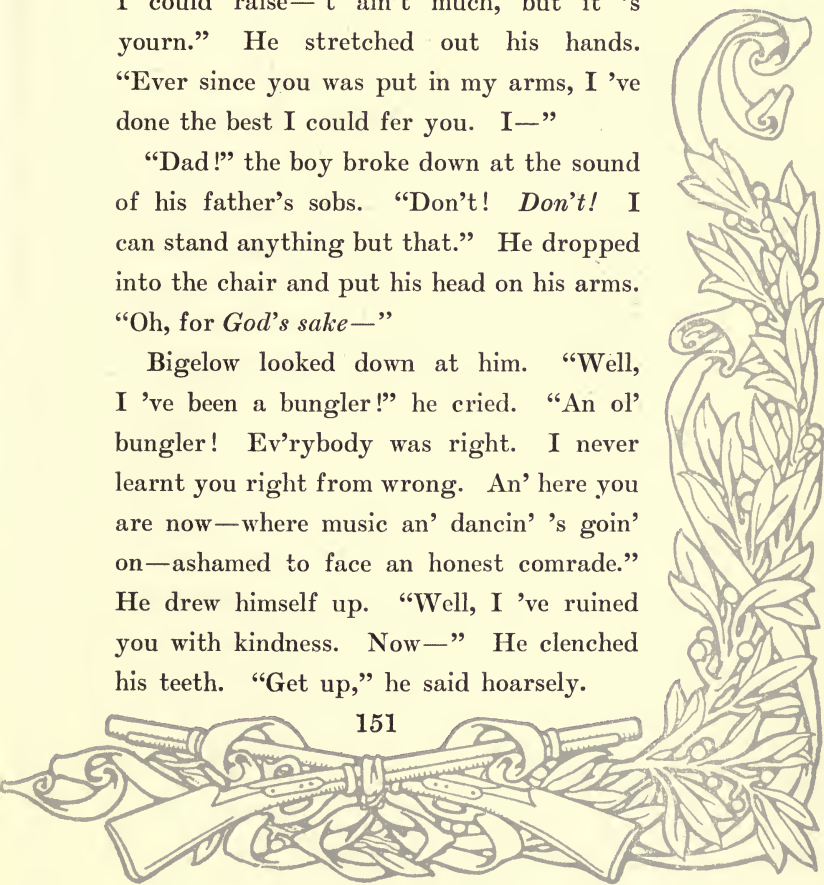 I could raise—'t ain't much, but it 's
yourn." He stretched out his hands.
"Ever since you was put in my arms, I 've
done the best I could fer you. I—"
"Dad!" the boy broke down at the sound
of his father's sobs. "Don't! Don't! I
can stand anything but that." He dropped
into the chair and put his head on his arms.
"Oh, for God's sake—"
Bigelow looked down at him. "Well,
I 've been a bungler!" he cried. "An ol'
bungler! Ev'rybody was right. I never
learnt you right from wrong. An' here you
are now—where music an' dancin' 's goin'
on—ashamed to face an honest comrade."
He drew himself up. "Well, I 've ruined
you with kindness. Now—" He clenched
his teeth. "Get up," he said hoarsely.
151